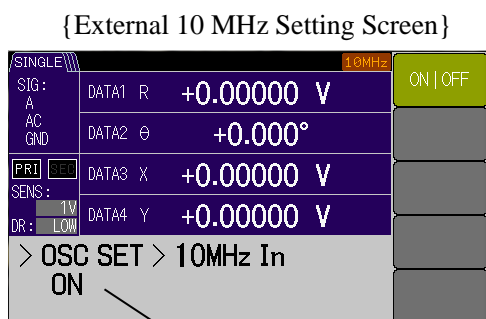 {External 10 MHz Setting Screen}
SINGLE
10MHz
ON|OFF
SIG:
A
AC
GND
DATA1 R +0.00000 V
DATA2 θ +0.000°
PRI SEC
DATA3 X +0.00000 V
SENS:
1V
DATA4 Y +0.00000 V
DR: LOW
> OSC SET > 10MHz In
ON